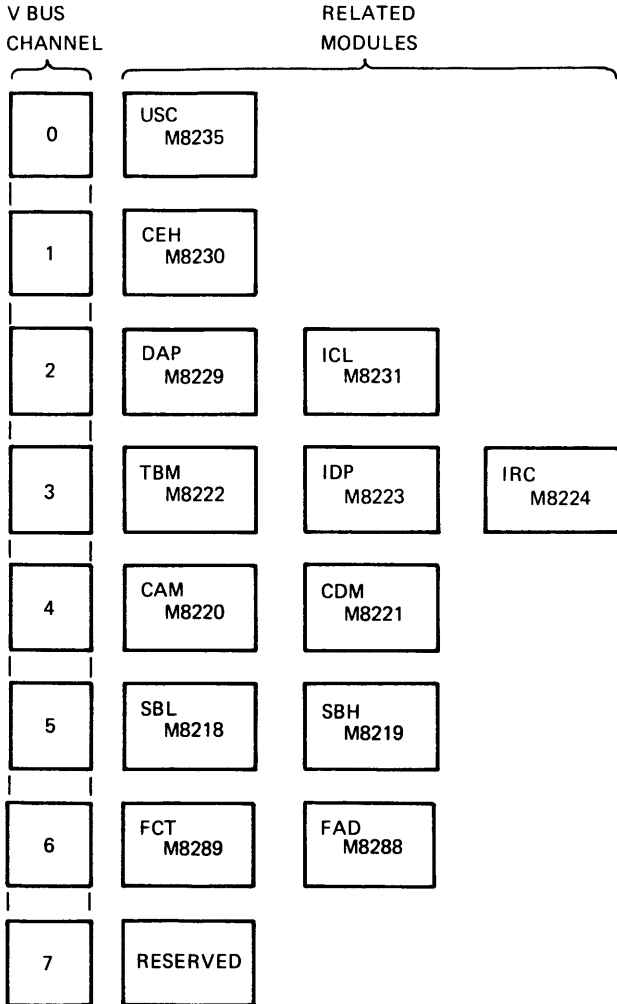 V BUS
CHANNEL
RELATED
MODULES
0
USC
M8235
1
CEH
M8230
2
DAP
M8229
ICL
M8231
3
TBM
M8222
IDP
M8223
IRC
M8224
4
CAM
M8220
CDM
M8221
5
SBL
M8218
SBH
M8219
6
FCT
M8289
FAD
M8288
7
RESERVED